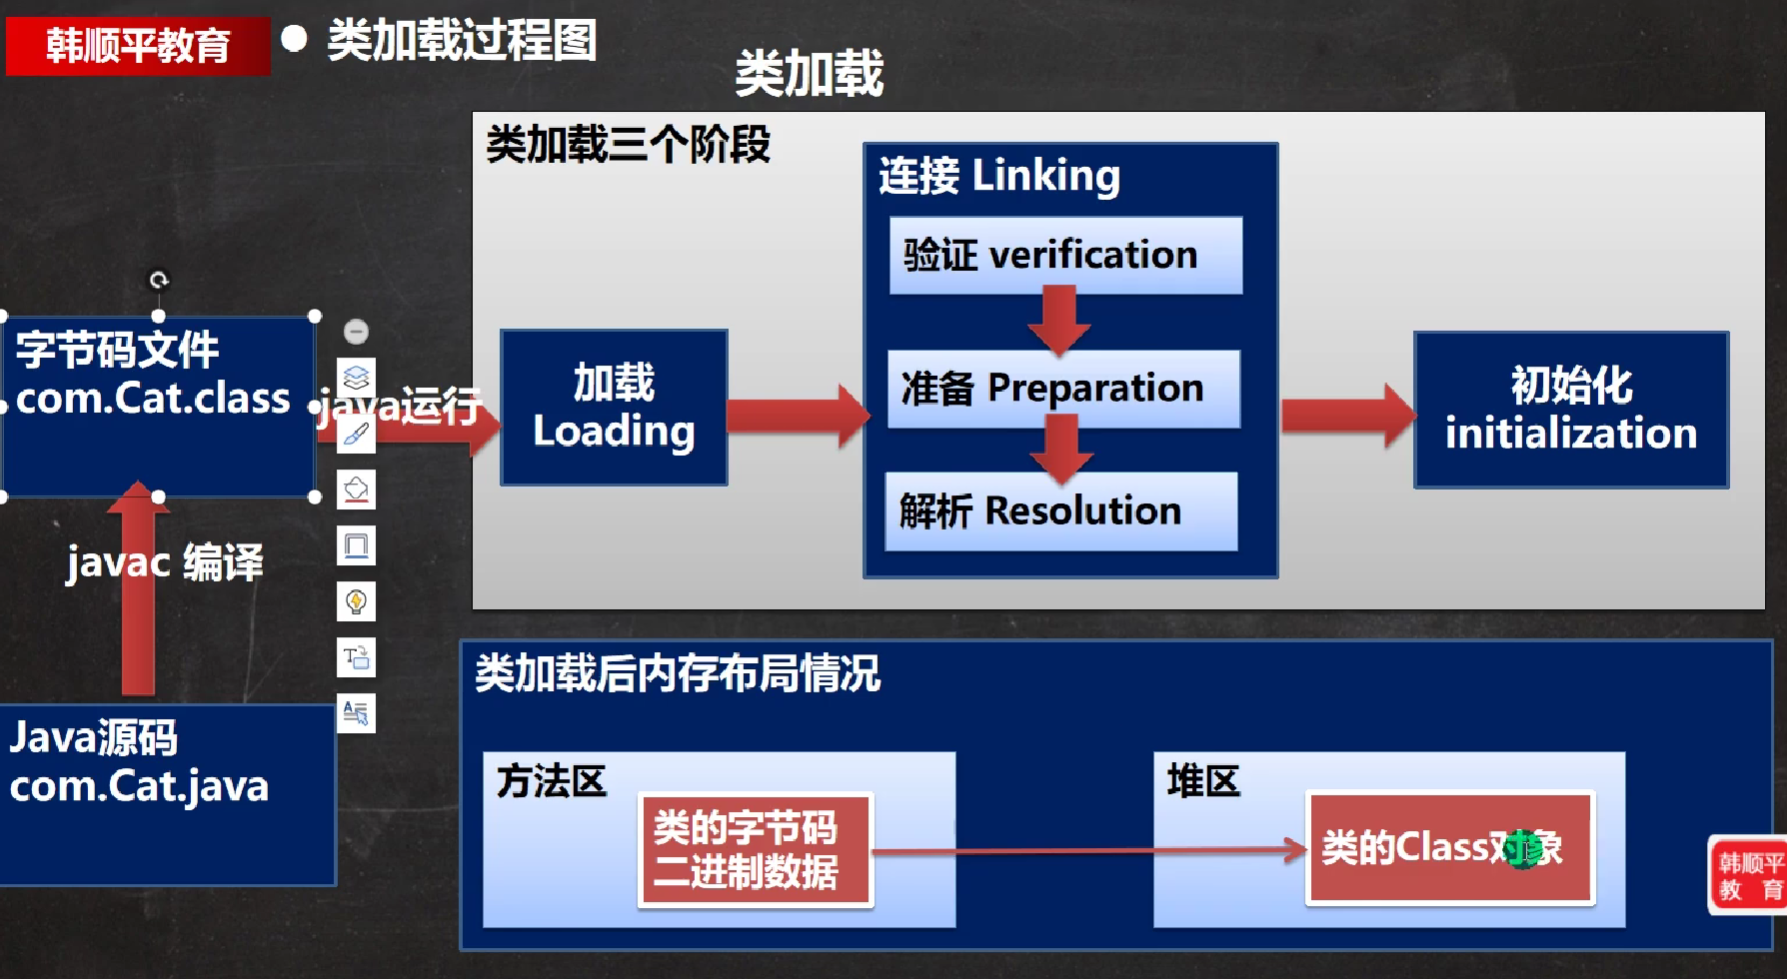 韩顺平教育
● 类加载过程图
类加载
类加载三个阶段
连接 Linking
验证 verification
准备 Preparation
解析 Resolution
字节码文件
com.Cat.class
java运行
加载
Loading
初始化
initialization
javac 编译
Java源码
com.Cat.java
类加载后内存布局情况
方法区
类的字节码
二进制数据
堆区
类的Class对象
韩顺平
教 育